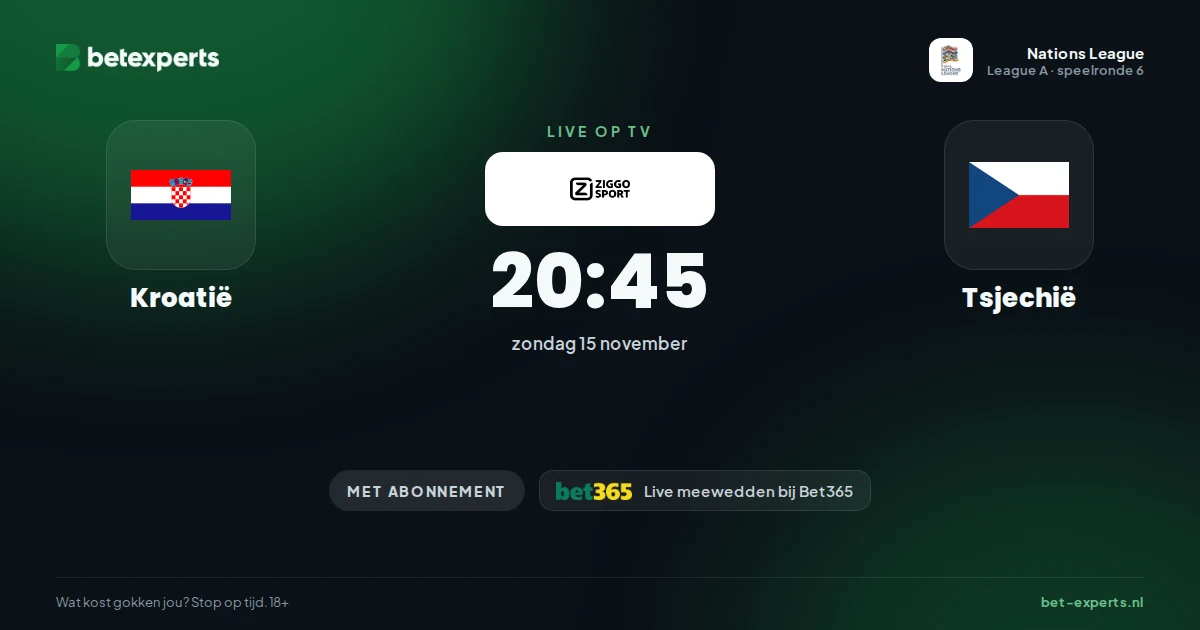 betexperts
Nations League
League A · speelronde 6
LIVE OP TV
ZIGGO
SPORT
20:45
zondag 15 november
Kroatië
Tsjechië
MET ABONNEMENT
bet365 Live meewedden bij Bet365
Wat kost gokken jou? Stop op tijd. 18+
bet-experts.nl